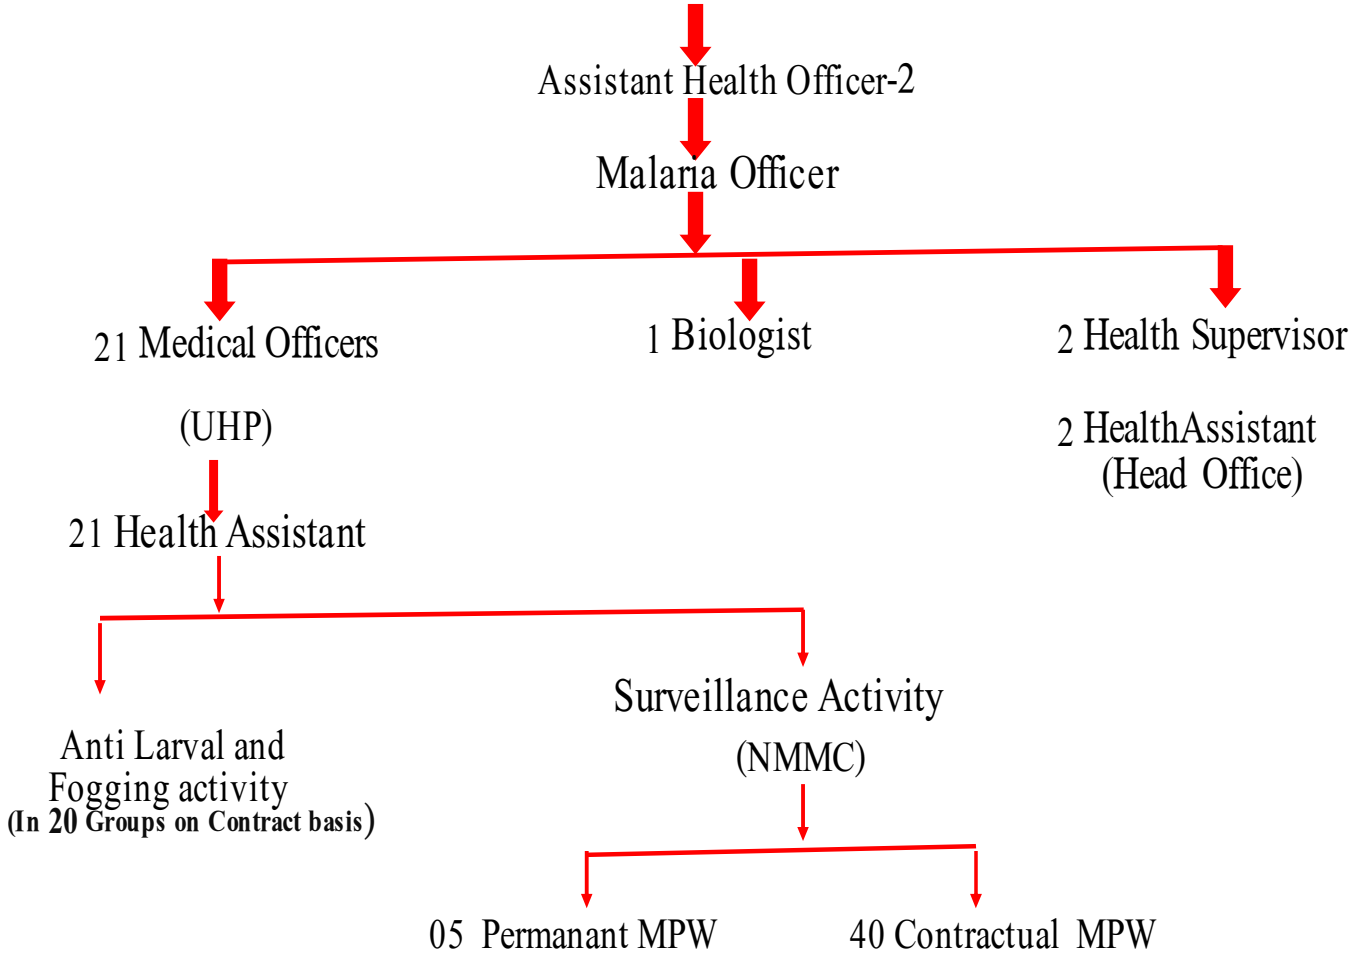 Assistant Health Officer-2
Malaria Officer
21 Medical Officers
(UHP)
1 Biologist
2 Health Supervisor
2 HealthAssistant
(Head Office)
21 Health Assistant
Anti Larval and
Fogging activity
(In 20 Groups on Contract basis)
Surveillance Activity
(NMMC)
05 Permanant MPW
40 Contractual MPW